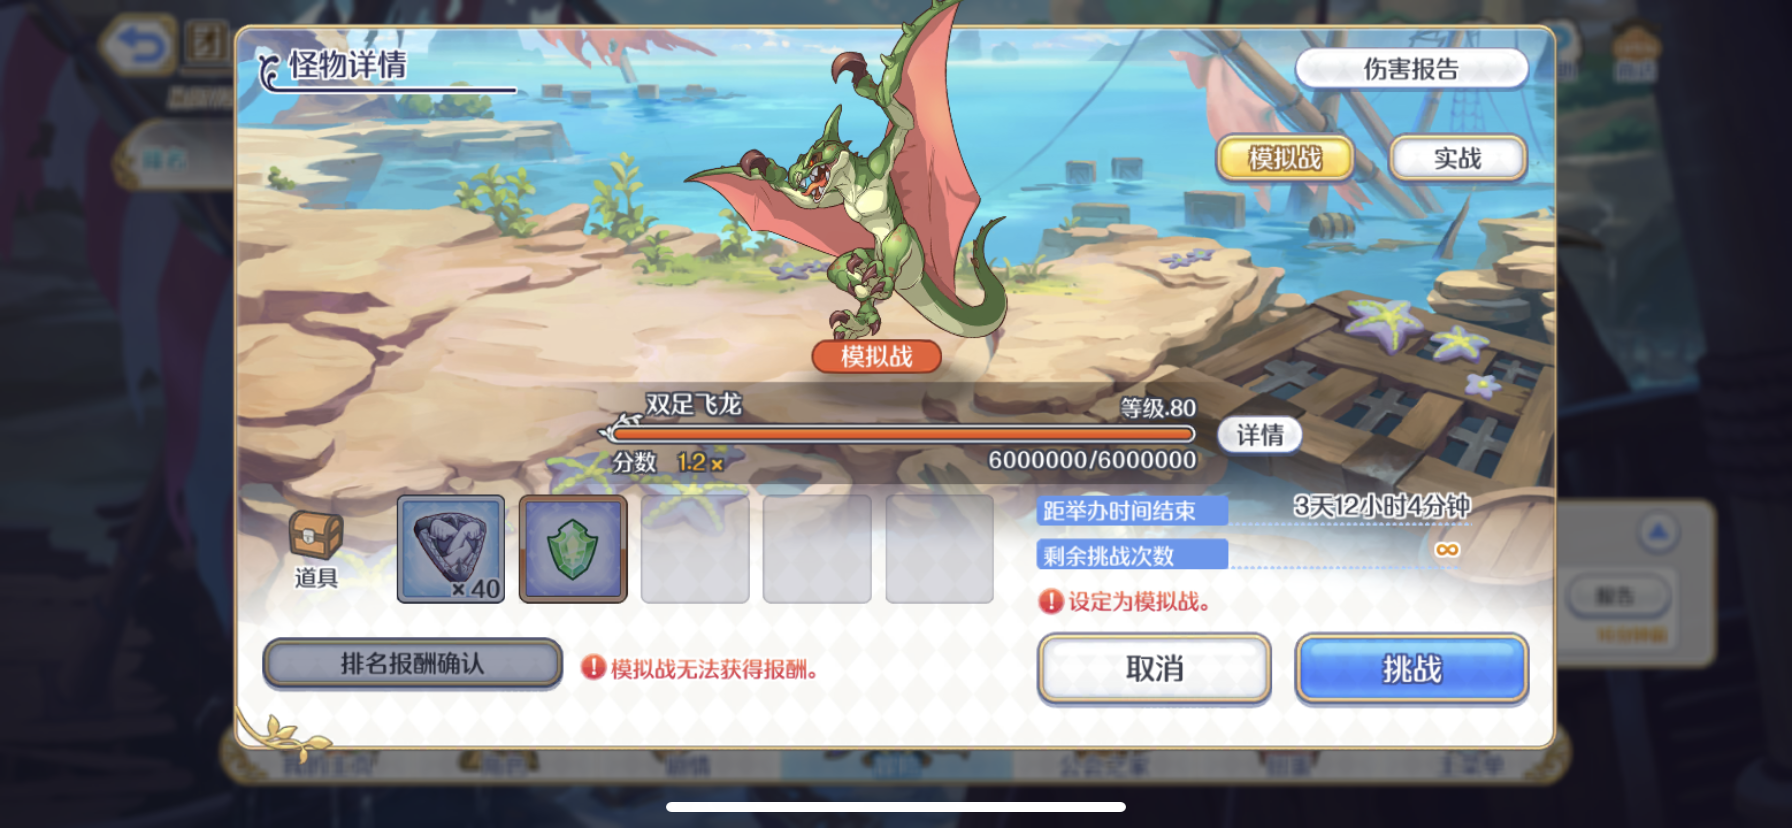 怪物详情
伤害报告
模拟战
实战
模拟战
双足飞龙
等级.80
详情
分数 1.2×
6000000/6000000
距举办时间结束
3天12小时4分钟
道具
×40
剩余挑战次数
∞
设定为模拟战。
排名报酬确认
模拟战无法获得报酬。
取消
挑战